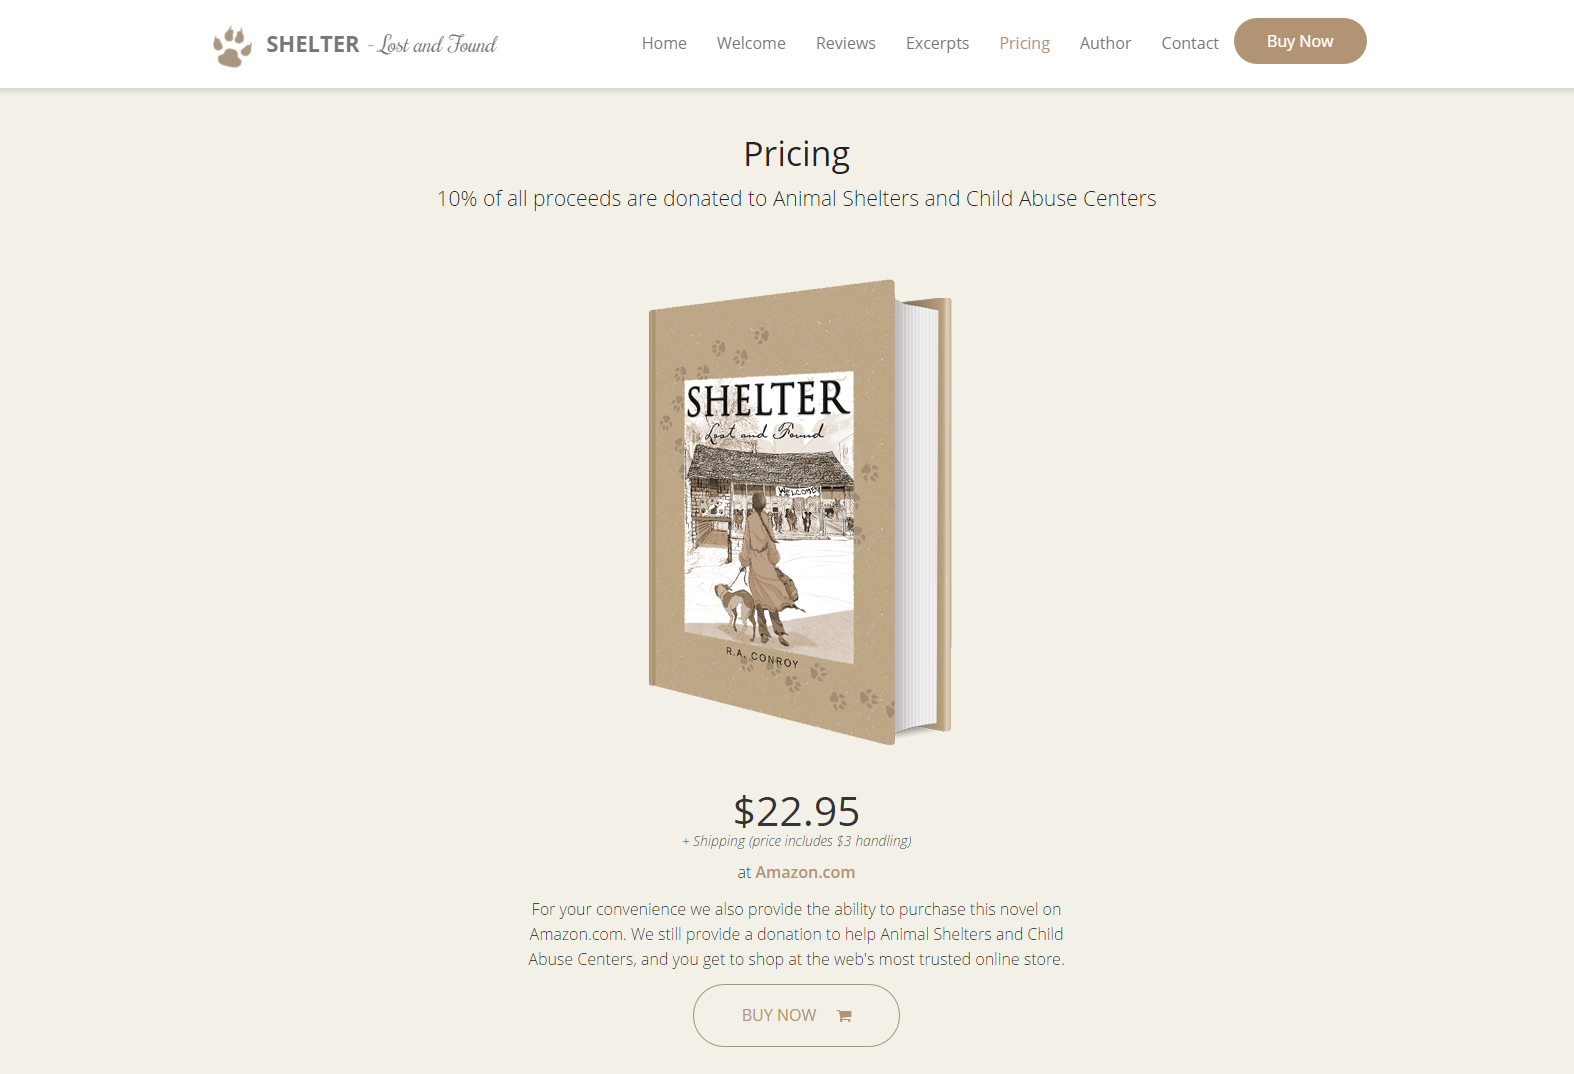 SHELTER - Lost and Found
Home Welcome Reviews Excerpts Pricing Author Contact Buy Now
Pricing
10% of all proceeds are donated to Animal Shelters and Child Abuse Centers
SHELTER
Lost and Found
WELCOME
R.A. CONROY
$22.95
+ Shipping (price includes $3 handling)
at Amazon.com
For your convenience we also provide the ability to purchase this novel on
Amazon.com. We still provide a donation to help Animal Shelters and Child
Abuse Centers, and you get to shop at the web's most trusted online store.
BUY NOW